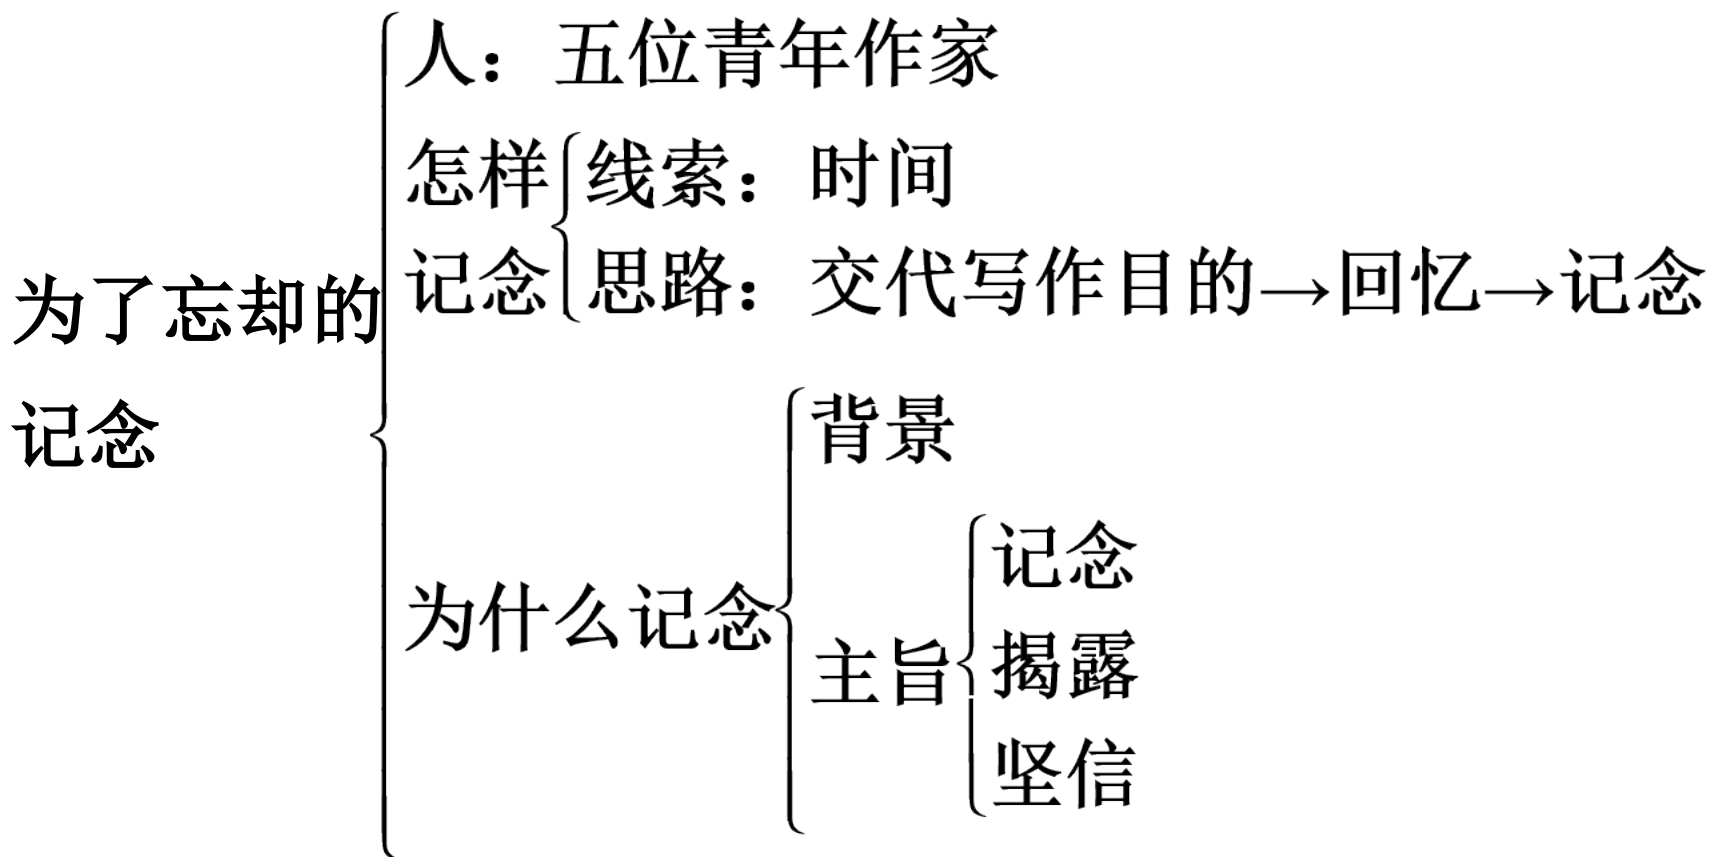 为了忘却的
记念
人：五位青年作家
怎样
记念
线索：时间
思路：交代写作目的→回忆→记念
为什么记念
背景
主旨
记念
揭露
坚信